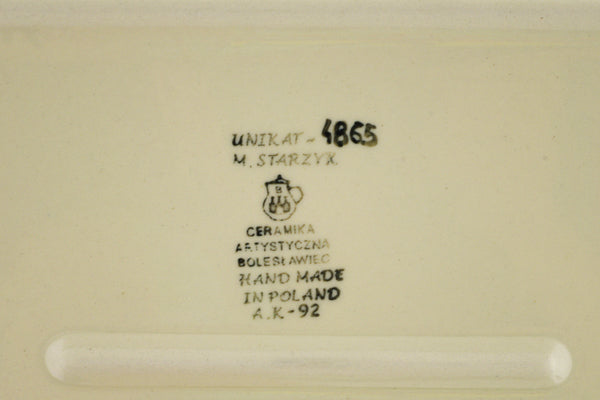 UNIKAT - 4865
M. STARZYK
B
CERAMIKA
ARTYSTYCZNA
BOLESŁAWIEC
HAND MADE
IN POLAND
A.K-92